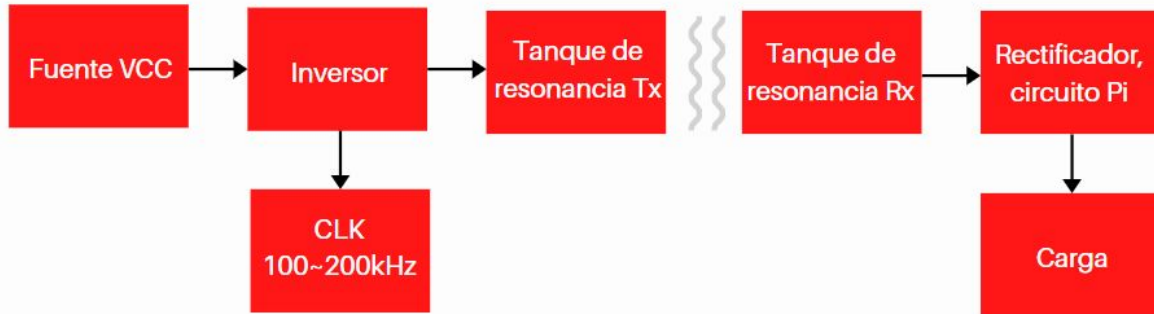 Fuente VCC
Inversor
Tanque de
resonancia Tx
Tanque de
resonancia Rx
Rectificador,
circuito Pi
CLK
100~200kHz
Carga